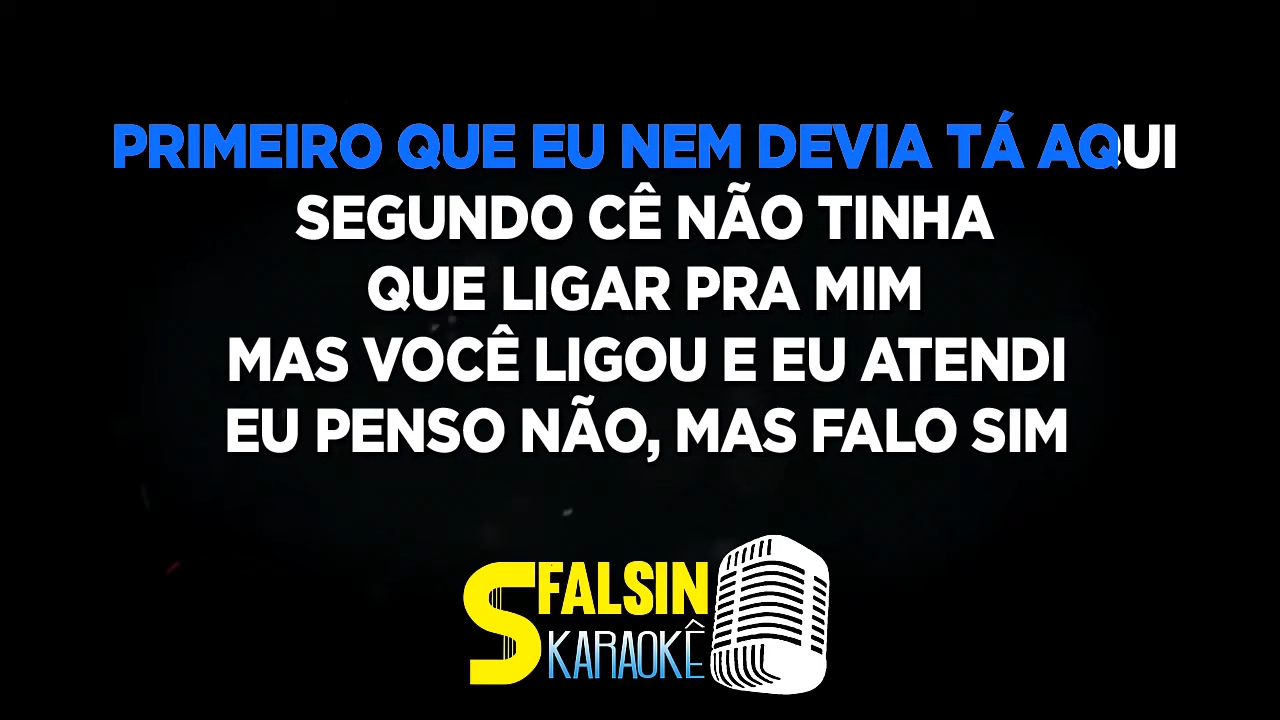 PRIMEIRO QUE EU NEM DEVIA TÁ AQUI
SEGUNDO CÊ NÃO TINHA
QUE LIGAR PRA MIM
MAS VOCÊ LIGOU E EU ATENDI
EU PENSO NÃO, MAS FALO SIM
S FALSIN
KARAOKÊ